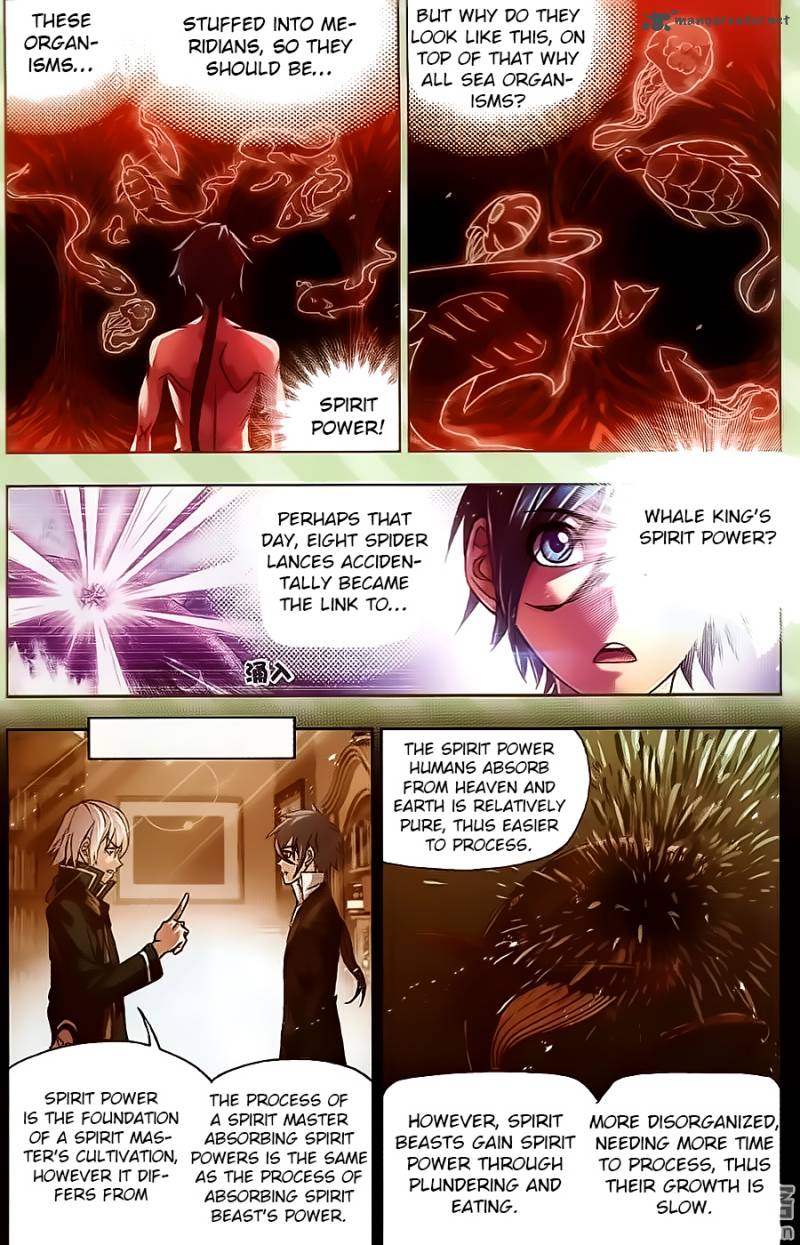 THESE
ORGAN-
ISMS...
STUFFED INTO ME-
RIDIANS, SO THEY
SHOULD BE...
SPIRIT
POWER!
BUT WHY DO THEY
LOOK LIKE THIS, ON
TOP OF THAT WHY
ALL SEA ORGAN-
ISMS?
PERHAPS THAT
DAY, EIGHT SPIDER
LANCES ACCIDEN-
TALLY BECAME
THE LINK TO...
涌入
WHALE KING'S
SPIRIT POWER?
SPIRIT POWER
IS THE FOUNDATION
OF A SPIRIT MAS-
TER'S CULTIVATION,
HOWEVER IT DIF-
FERS FROM
THE PROCESS OF
A SPIRIT MASTER
ABSORBING SPIRIT
POWERS IS THE SAME
AS THE PROCESS OF
ABSORBING SPIRIT
BEAST'S POWER.
THE SPIRIT POWER
HUMANS ABSORB
FROM HEAVEN AND
EARTH IS RELATIVELY
PURE, THUS EASIER
TO PROCESS.
HOWEVER, SPIRIT
BEASTS GAIN SPIRIT
POWER THROUGH
PLUNDERING AND
EATING.
MORE DISORGANIZED,
NEEDING MORE TIME
TO PROCESS, THUS
THEIR GROWTH IS
SLOW.